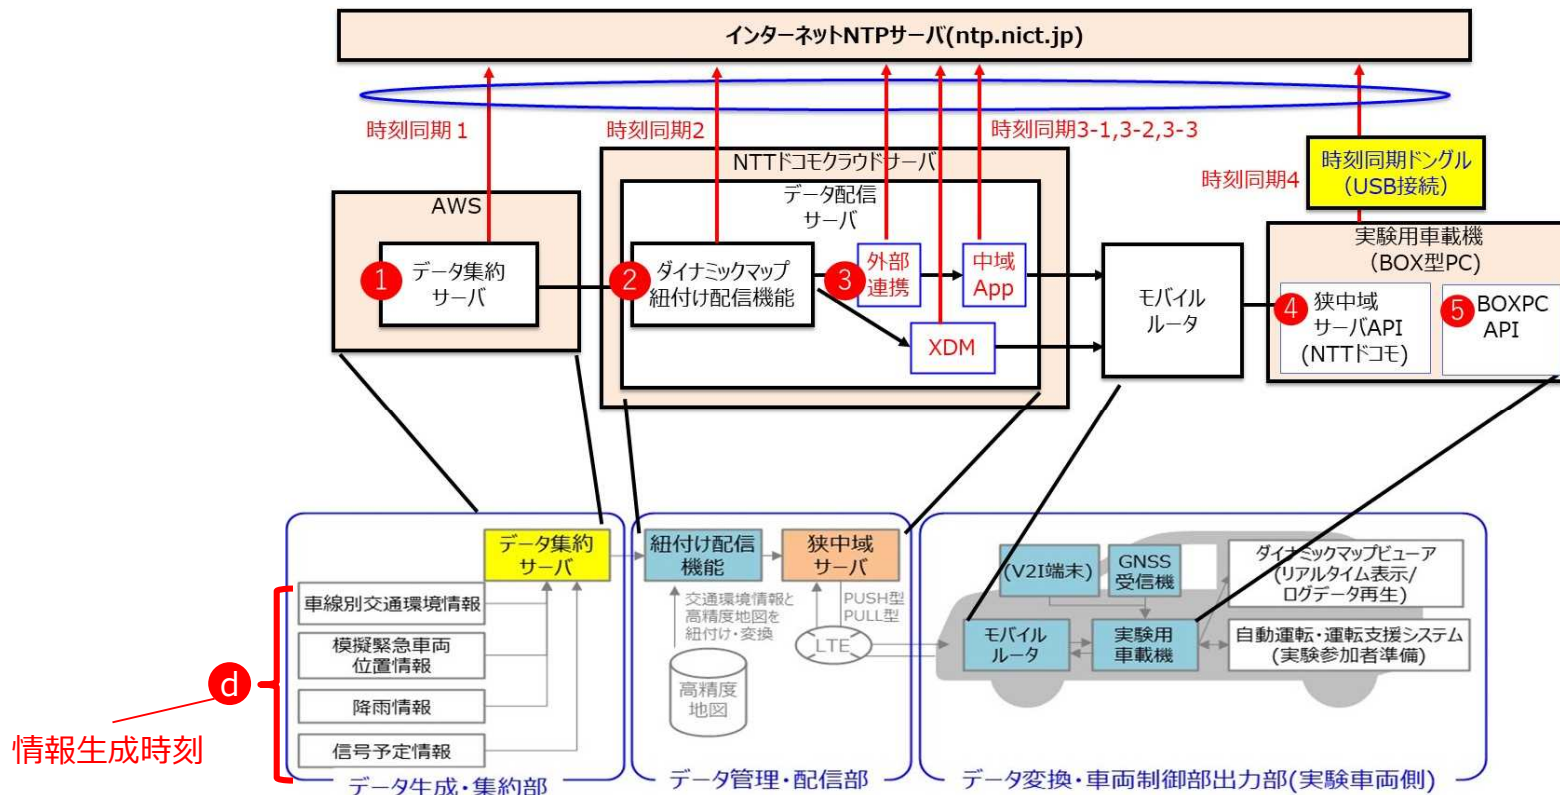 インターネットNTPサーバ(ntp.nict.jp)
時刻同期1
時刻同期2
時刻同期3-1,3-2,3-3
時刻同期4
時刻同期ドングル
(USB接続)
NTTドコモクラウドサーバ
データ配信
サーバ
AWS
1
データ集約
サーバ
2
ダイナミックマップ
紐付け配信機能
3
外部
連携
中域
App
XDM
モバイル
ルータ
実験用車載機
(BOX型PC)
4
狭中域
サーバAPI
(NTTドコモ)
5
BOXPC
API
データ集約
サーバ
車線別交通環境情報
模擬緊急車両
位置情報
降雨情報
信号予定情報
d
情報生成時刻
データ生成・集約部
紐付け配信
機能
狭中域
サーバ
交通環境情報と
高精度地図を
紐付け・変換
PUSH型
PULL型
LTE
高精度
地図
データ管理・配信部
(V2I端末)
GNSS
受信機
ダイナミックマップビューア
(リアルタイム表示/
ログデータ再生)
モバイル
ルータ
実験用
車載機
自動運転・運転支援システム
(実験参加者準備)
データ変換・車両制御部出力部(実験車両側)